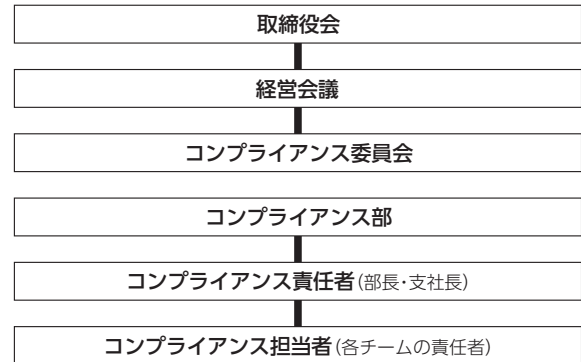 取締役会
経営会議
コンプライアンス委員会
コンプライアンス部
コンプライアンス責任者(部長・支社長)
コンプライアンス担当者(各チームの責任者)